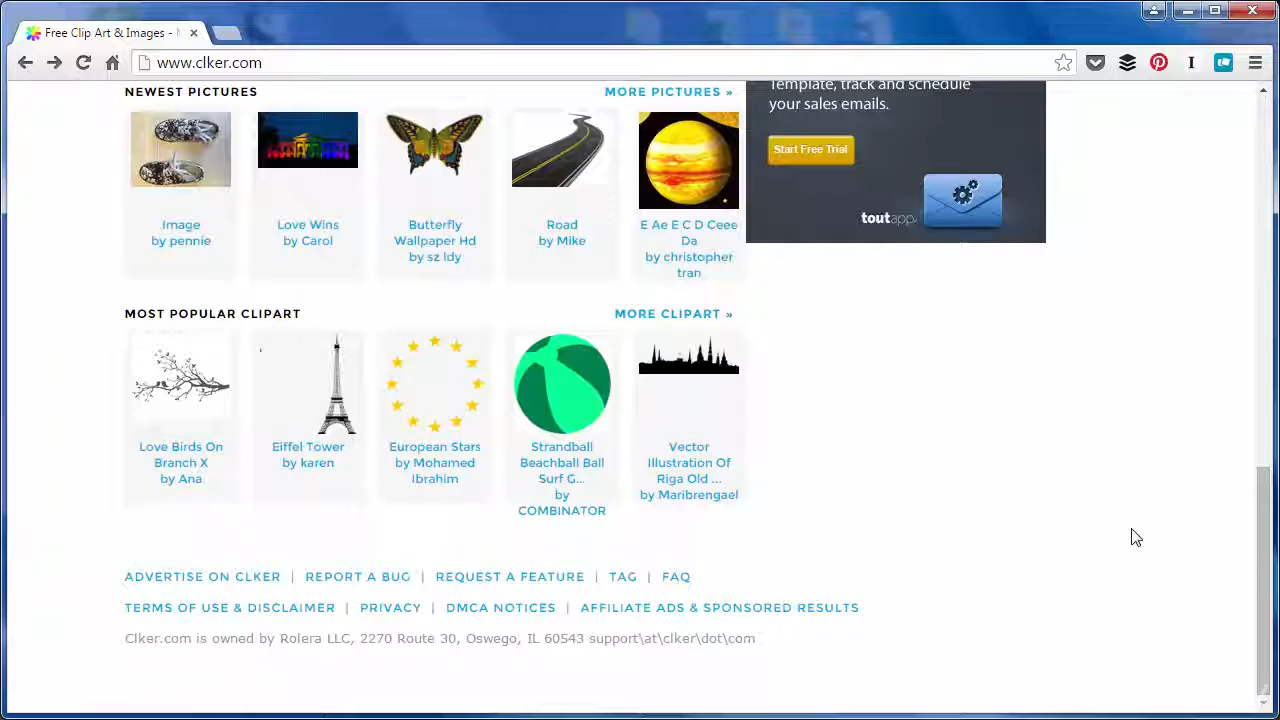 Free Clip Art & Images -
www.clker.com
NEWEST PICTURES
MORE PICTURES »
Image
by pennie
Love Wins
by Carol
Butterfly
Wallpaper Hd
by sz ldy
Road
by Mike
E Ae E C D Ceee
Da
by christopher
tran
Template, track and schedule
your sales emails.
Start Free Trial
toutapp
MOST POPULAR CLIPART
MORE CLIPART »
Love Birds On
Branch X
by Ana
Eiffel Tower
by karen
European Stars
by Mohamed
Ibrahim
Strandball
Beachball Ball
Surf G...
by
COMBINATOR
Vector
Illustration Of
Riga Old ...
by Maribrengael
ADVERTISE ON CLKER | REPORT A BUG | REQUEST A FEATURE | TAG | FAQ
TERMS OF USE & DISCLAIMER | PRIVACY | DMCA NOTICES | AFFILIATE ADS & SPONSORED RESULTS
Clker.com is owned by Rolera LLC, 2270 Route 30, Oswego, IL 60543 support\at\clker\dot\com